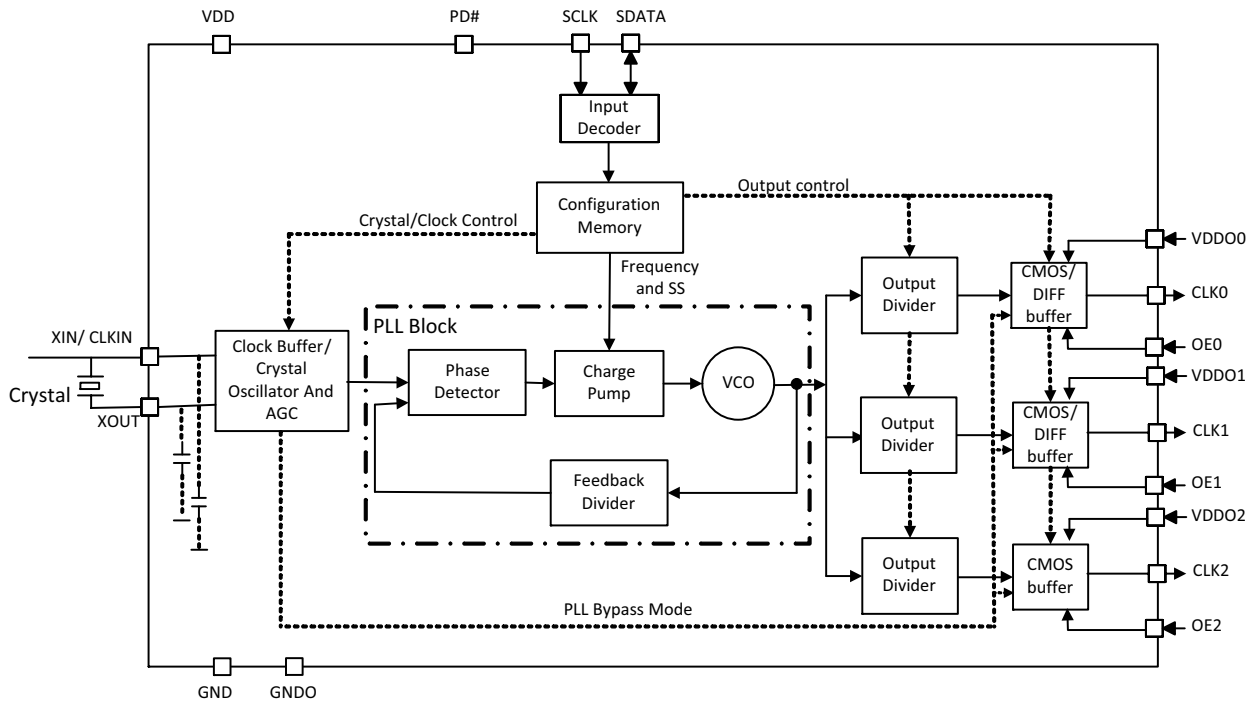 VDD
PD#
SCLK
SDATA
Input
Decoder
Output control
Configuration
Memory
Crystal/Clock Control
Frequency
and SS
VDDO0
CMOS/
DIFF
buffer
Output
Divider
CLK0
PLL Block
XIN/ CLKIN
Clock Buffer/
Crystal
Oscillator And
AGC
OE0
Phase
Detector
Charge
Pump
VCO
VDDO1
Crystal
XOUT
CMOS/
DIFF
buffer
Output
Divider
CLK1
Feedback
Divider
OE1
VDDO2
Output
Divider
CMOS
buffer
CLK2
PLL Bypass Mode
OE2
GND
GNDO